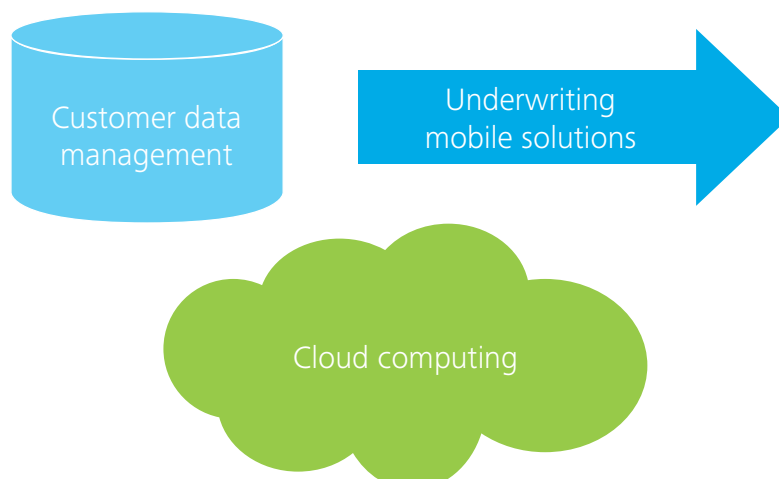 Customer data
management
Underwriting
mobile solutions
Cloud computing